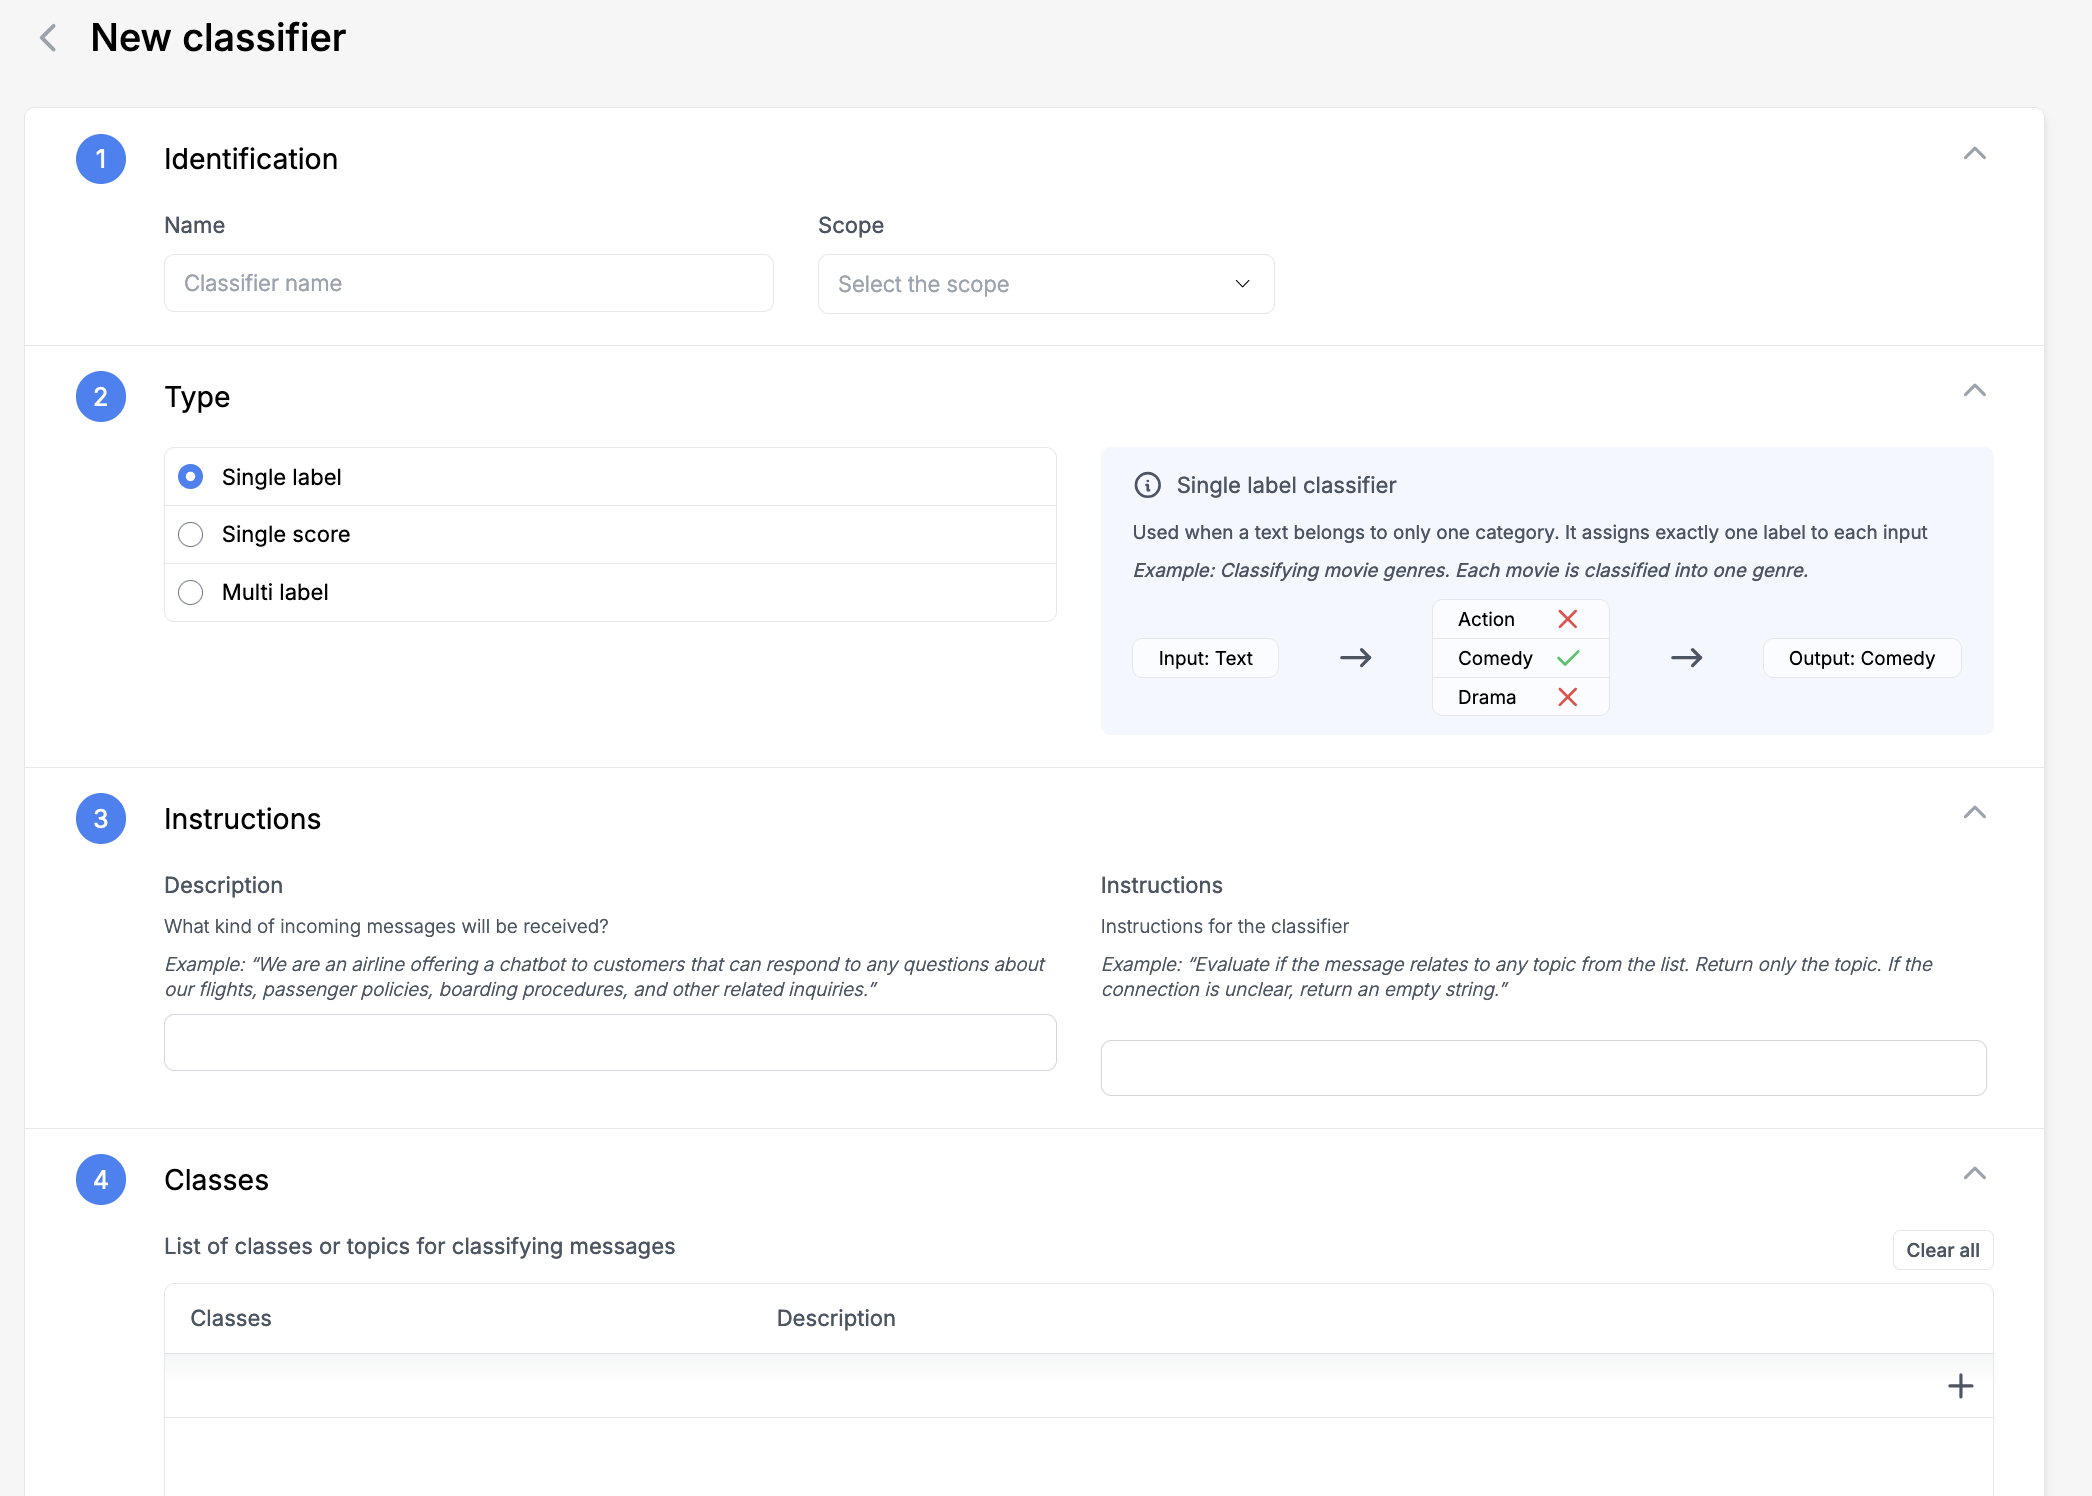 New classifier
1
Identification
Name
Scope
Classifier name
Select the scope
2
Type
Single label
Single score
Multi label
Single label classifier
Used when a text belongs to only one category. It assigns exactly one label to each input
Example: Classifying movie genres. Each movie is classified into one genre.
Action
Input: Text
Comedy
Output: Comedy
Drama
3
Instructions
Description
What kind of incoming messages will be received?
Example: “We are an airline offering a chatbot to customers that can respond to any questions about
our flights, passenger policies, boarding procedures, and other related inquiries.”
Instructions
Instructions for the classifier
Example: “Evaluate if the message relates to any topic from the list. Return only the topic. If the
connection is unclear, return an empty string.”
4
Classes
List of classes or topics for classifying messages
Clear all
Classes
Description